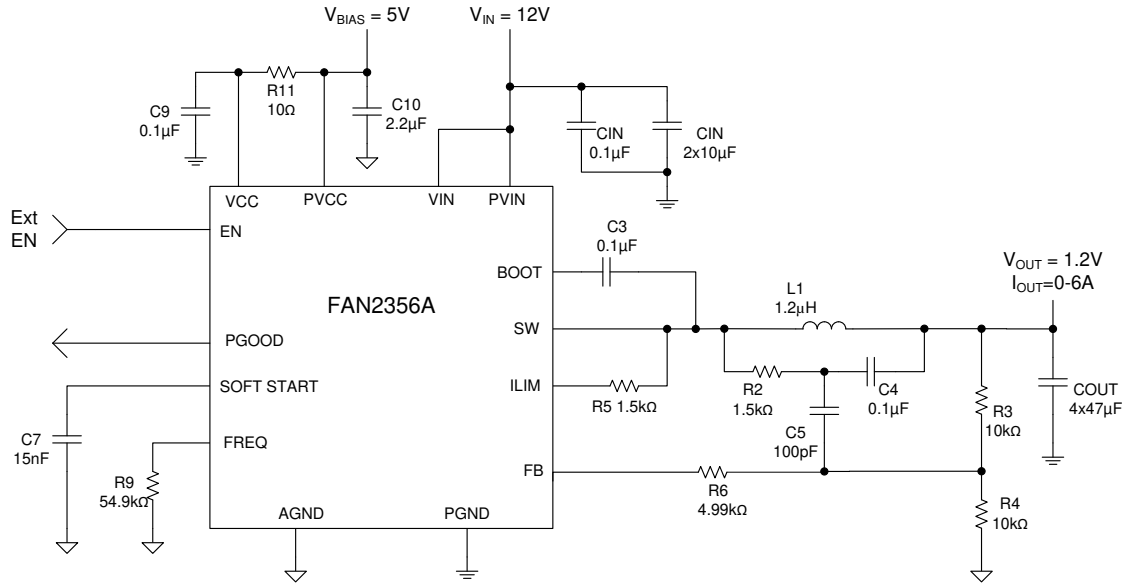 V_BIAS = 5V
V_IN = 12V
C9
0.1µF
R11
10Ω
C10
2.2µF
CIN
0.1µF
CIN
2x10µF
VCC
PVCC
VIN
PVIN
Ext
EN
EN
C3
0.1µF
BOOT
V_OUT = 1.2V
I_OUT=0-6A
L1
1.2µH
FAN2356A
SW
PGOOD
SOFT START
ILIM
R5 1.5kΩ
R2
1.5kΩ
C4
0.1µF
C5
100pF
R3
10kΩ
COUT
4x47µF
C7
15nF
FREQ
R9
54.9kΩ
FB
R6
4.99kΩ
R4
10kΩ
AGND
PGND